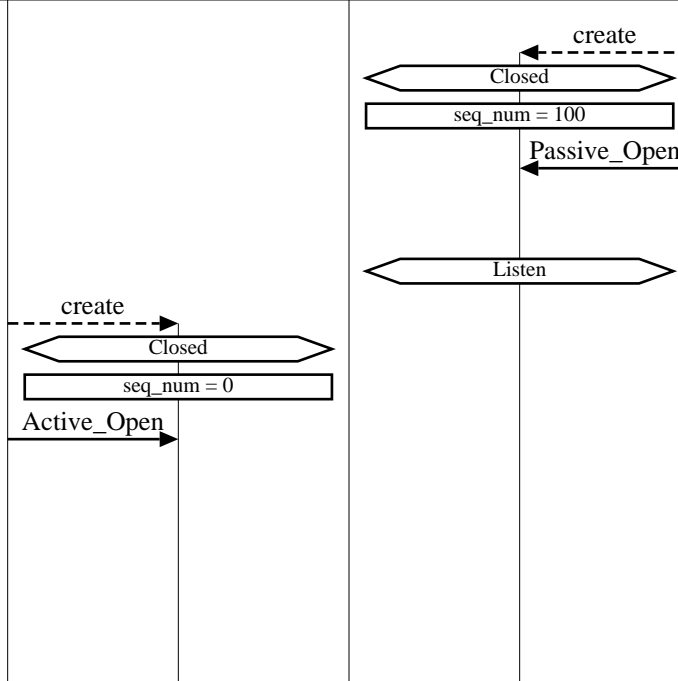 create
Closed
seq_num = 100
Passive_Open
Listen
create
Closed
seq_num = 0
Active_Open